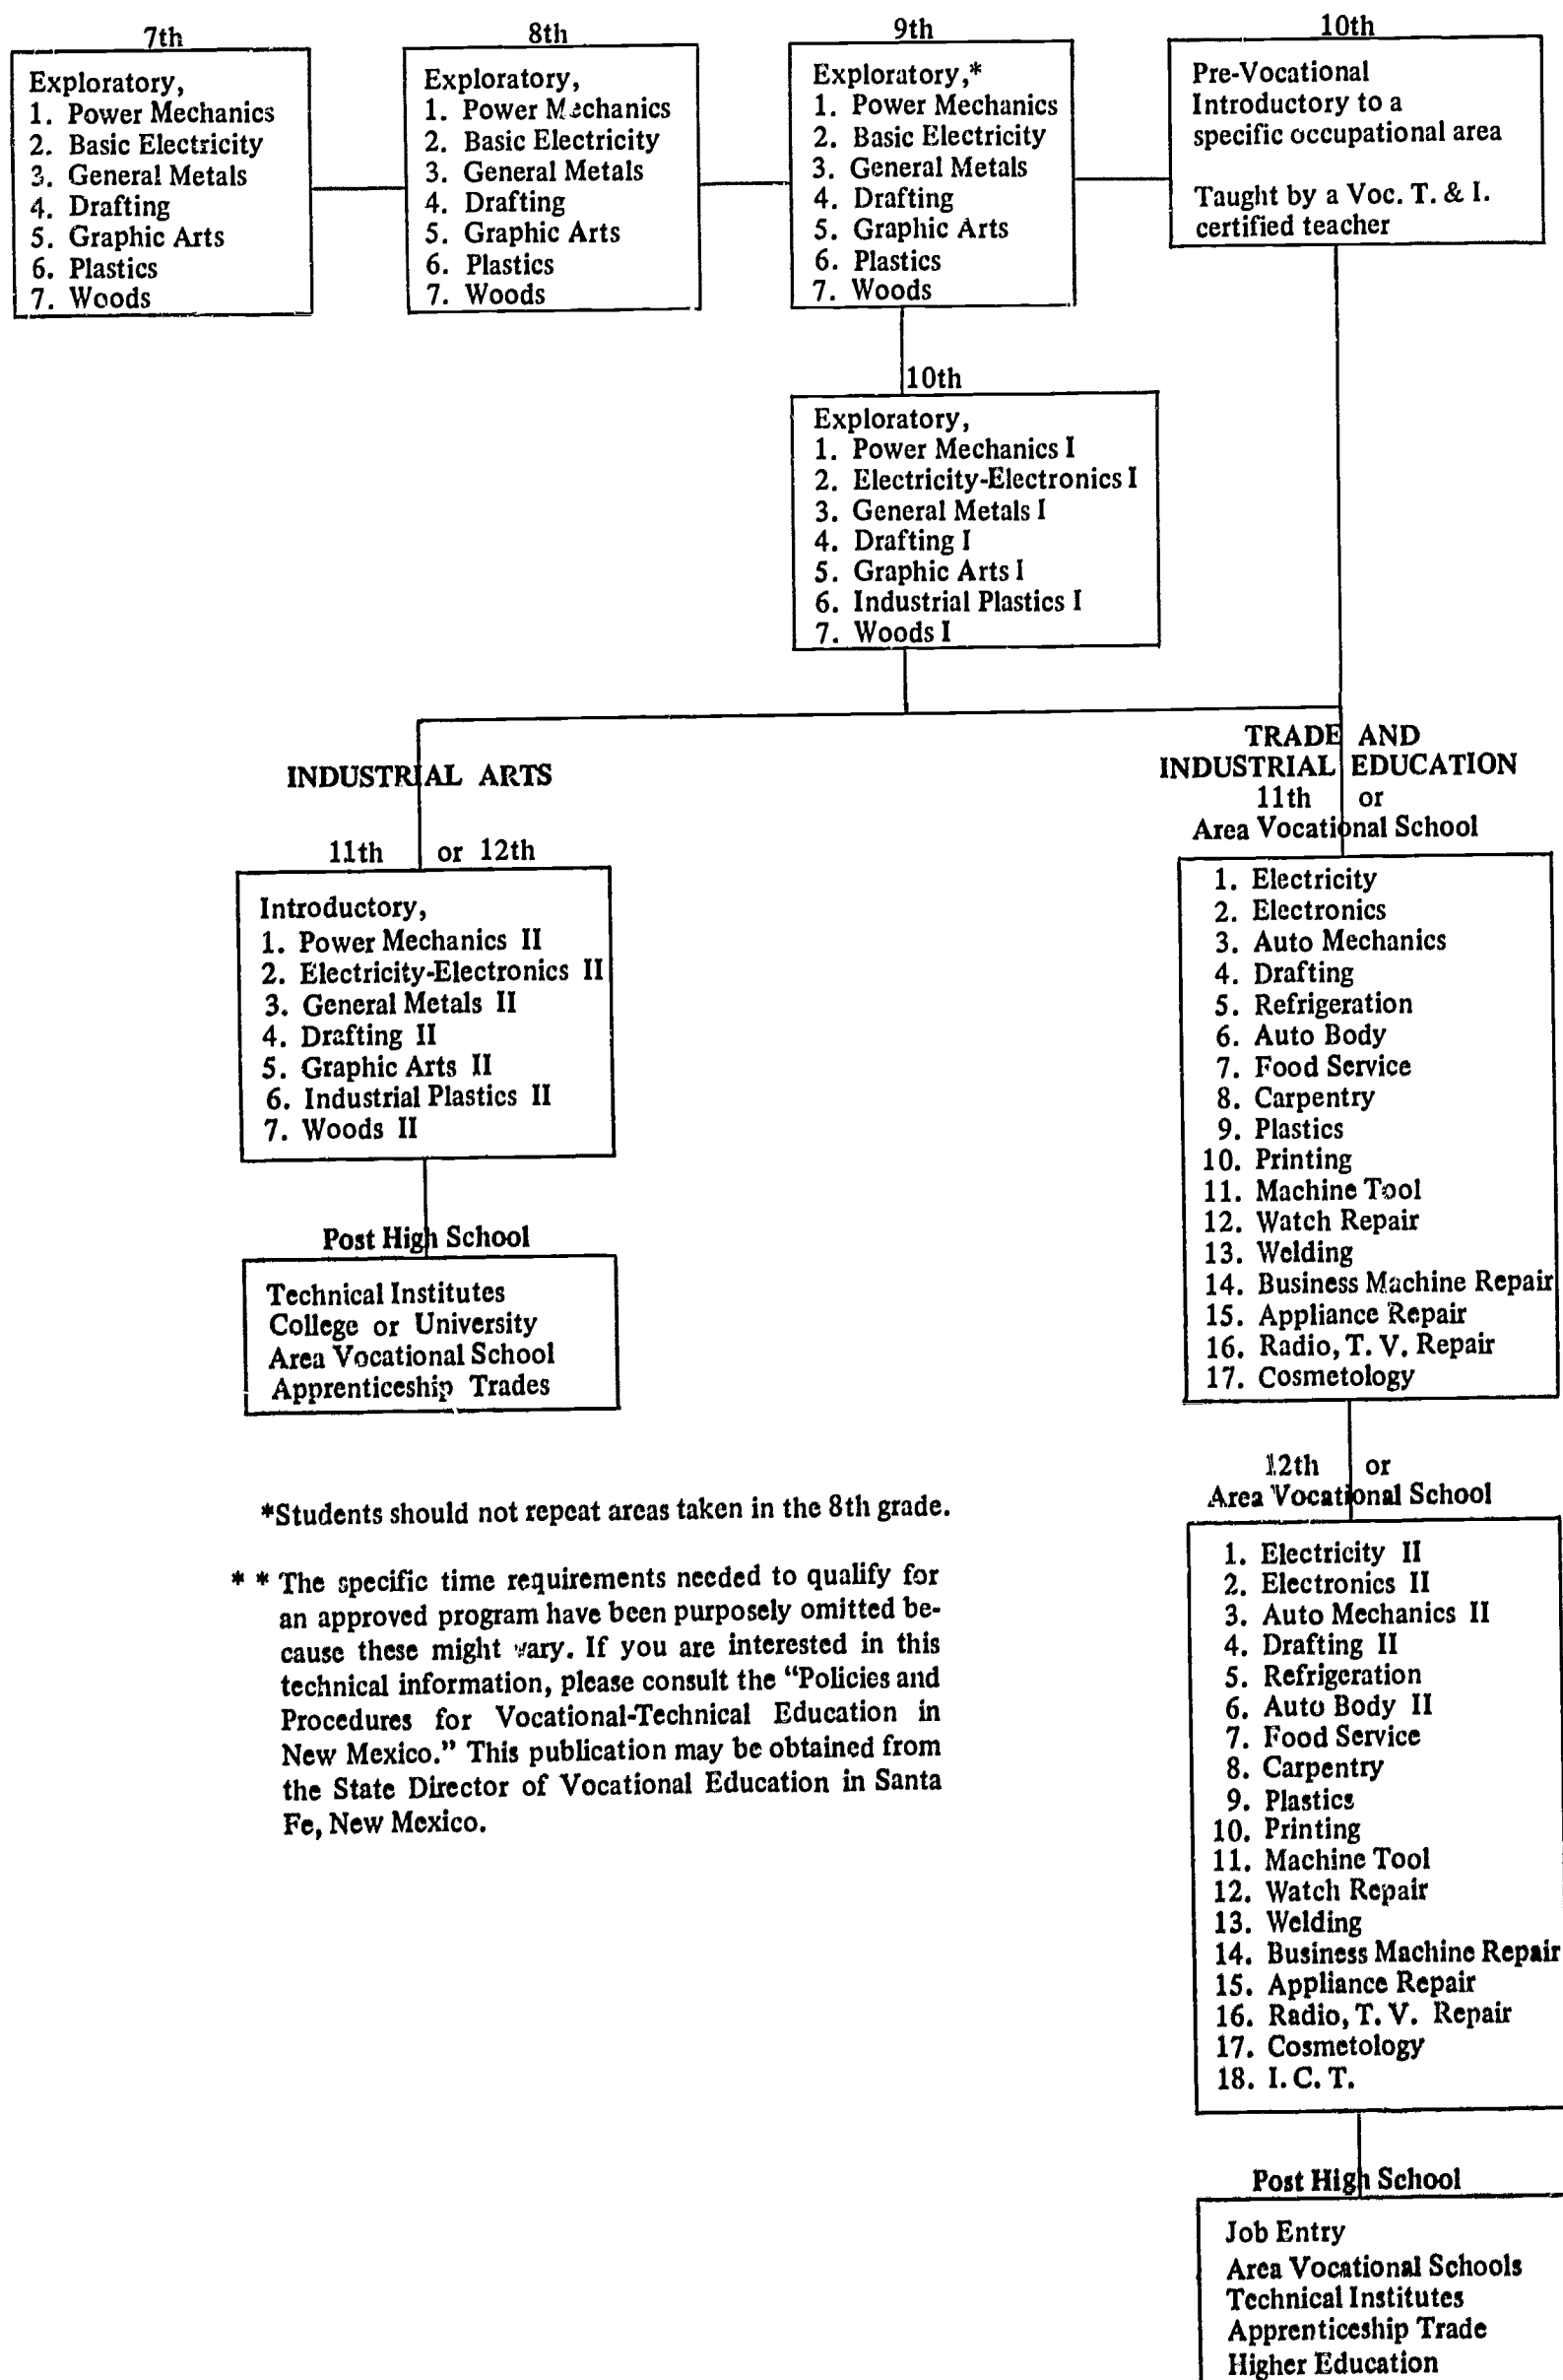 7th
Exploratory,
1. Power Mechanics
2. Basic Electricity
3. General Metals
4. Drafting
5. Graphic Arts
6. Plastics
7. Woods
8th
Exploratory,
1. Power Mechanics
2. Basic Electricity
3. General Metals
4. Drafting
5. Graphic Arts
6. Plastics
7. Woods
9th
Exploratory,*
1. Power Mechanics
2. Basic Electricity
3. General Metals
4. Drafting
5. Graphic Arts
6. Plastics
7. Woods
10th
Pre-Vocational
Introductory to a
specific occupational area
Taught by a Voc. T. & I.
certified teacher
10th
Exploratory,
1. Power Mechanics I
2. Electricity-Electronics I
3. General Metals I
4. Drafting I
5. Graphic Arts I
6. Industrial Plastics I
7. Woods I
INDUSTRIAL ARTS
11th or 12th
Introductory,
1. Power Mechanics II
2. Electricity-Electronics II
3. General Metals II
4. Drafting II
5. Graphic Arts II
6. Industrial Plastics II
7. Woods II
Post High School
Technical Institutes
College or University
Area Vocational School
Apprenticeship Trades
TRADE AND
INDUSTRIAL EDUCATION
11th or
Area Vocational School
1. Electricity
2. Electronics
3. Auto Mechanics
4. Drafting
5. Refrigeration
6. Auto Body
7. Food Service
8. Carpentry
9. Plastics
10. Printing
11. Machine Tool
12. Watch Repair
13. Welding
14. Business Machine Repair
15. Appliance Repair
16. Radio, T. V. Repair
17. Cosmetology
12th or
Area Vocational School
1. Electricity II
2. Electronics II
3. Auto Mechanics II
4. Drafting II
5. Refrigeration
6. Auto Body II
7. Food Service
8. Carpentry
9. Plastics
10. Printing
11. Machine Tool
12. Watch Repair
13. Welding
14. Business Machine Repair
15. Appliance Repair
16. Radio, T. V. Repair
17. Cosmetology
18. I. C. T.
Post High School
Job Entry
Area Vocational Schools
Technical Institutes
Apprenticeship Trade
Higher Education
*Students should not repeat areas taken in the 8th grade.
* * The specific time requirements needed to qualify for
an approved program have been purposely omitted be-
cause these might vary. If you are interested in this
technical information, please consult the “Policies and
Procedures for Vocational-Technical Education in
New Mexico.” This publication may be obtained from
the State Director of Vocational Education in Santa
Fe, New Mexico.